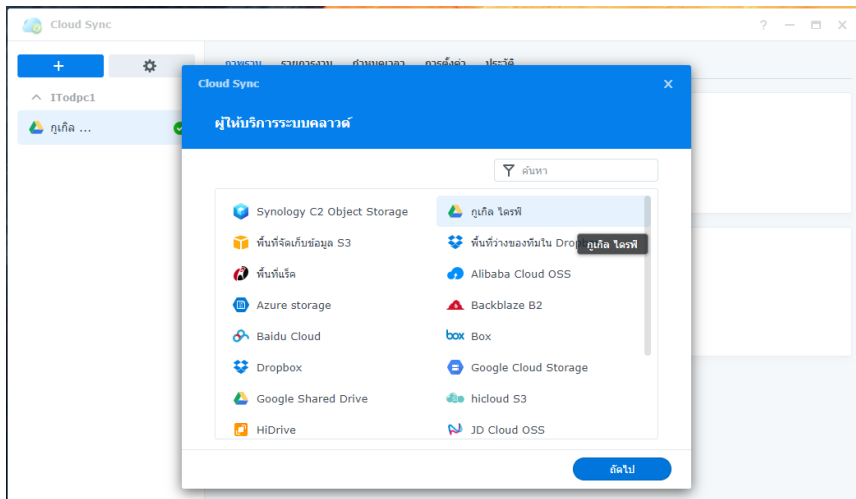 Cloud Sync
ภาพรวม รายการงาน กำหนดเวลา การตั้งค่า ประวัติ
ITodpc1
กูเกิล ...
Cloud Sync
ผู้ให้บริการระบบคลาวด์
ค้นหา
Synology C2 Object Storage
กูเกิล ไดรฟ์
พื้นที่จัดเก็บข้อมูล S3
พื้นที่ว่างของทีมใน Drop
กูเกิล ไดรฟ์
พื้นที่แร็ค
Alibaba Cloud OSS
Azure storage
Backblaze B2
Baidu Cloud
box Box
Dropbox
Google Cloud Storage
Google Shared Drive
hicloud S3
HiDrive
JD Cloud OSS
ถัดไป